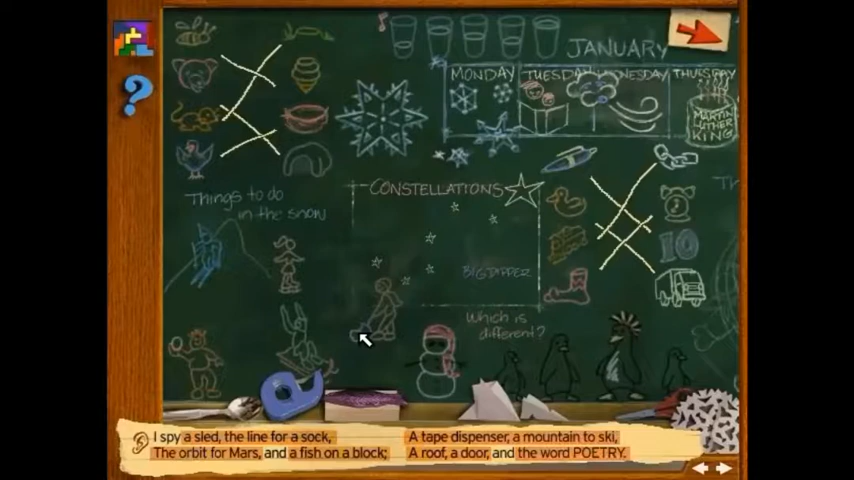 JANUARY
MONDAY TUESDAY WEDNESDAY THURSDAY
MARTIN
LUTHER
KING
CONSTELLATIONS
Things to do
in the snow
TH
10
BIG DIPPER
Which is
different?
I spy a sled, the line for a sock,
The orbit for Mars, and a fish on a block;
A tape dispenser, a mountain to ski,
A roof, a door, and the word POETRY.
?